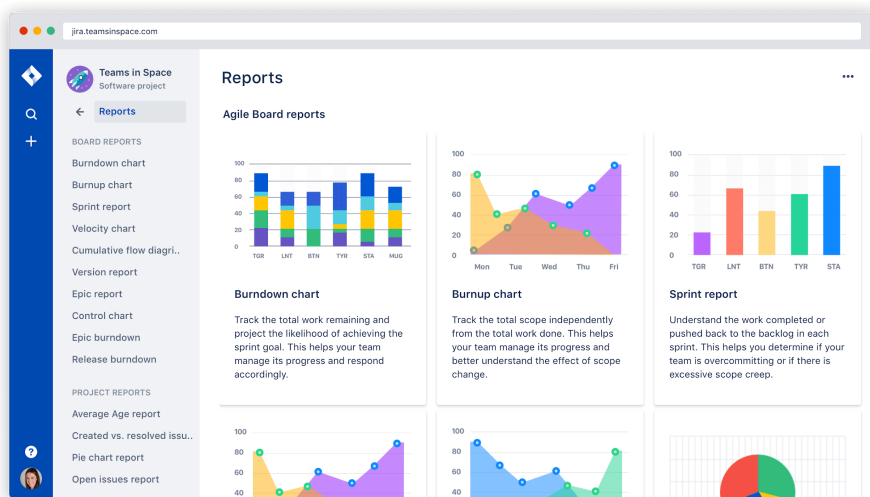 jira.teamsinspace.com
Teams in Space
Software project
Reports
BOARD REPORTS
Burndown chart
Burnup chart
Sprint report
Velocity chart
Cumulative flow diagri..
Version report
Epic report
Control chart
Epic burndown
Release burndown
PROJECT REPORTS
Average Age report
Created vs. resolved issu..
Pie chart report
Open issues report
?
Reports
Agile Board reports
100
80
60
40
20
0
TGR LNT BTN TYR STA MUG
Burndown chart
Track the total work remaining and
project the likelihood of achieving the
sprint goal. This helps your team
manage its progress and respond
accordingly.
100
80
60
40
20
0
Mon Tue Wed Thu Fri
Burnup chart
Track the total scope independently
from the total work done. This helps
your team manage its progress and
better understand the effect of scope
change.
100
80
60
40
20
0
TGR LNT BTN TYR STA
Sprint report
Understand the work completed or
pushed back to the backlog in each
sprint. This helps you determine if your
team is overcommitting or if there is
excessive scope creep.
100
80
60
40
100
80
60
40